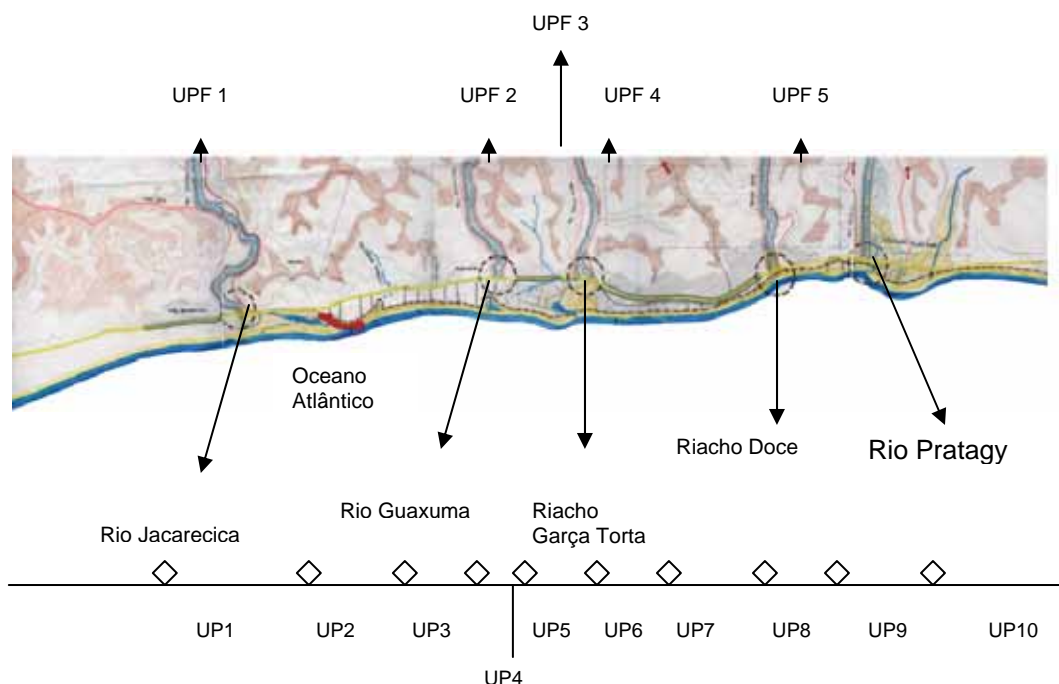 UPF 3
UPF 1
UPF 2
UPF 4
UPF 5
Oceano
Atlântico
Riacho Doce
Rio Pratagy
Rio Guaxuma
Riacho
Garça Torta
Rio Jacarecica
UP1
UP2
UP3
UP5
UP6
UP7
UP8
UP9
UP10
UP4